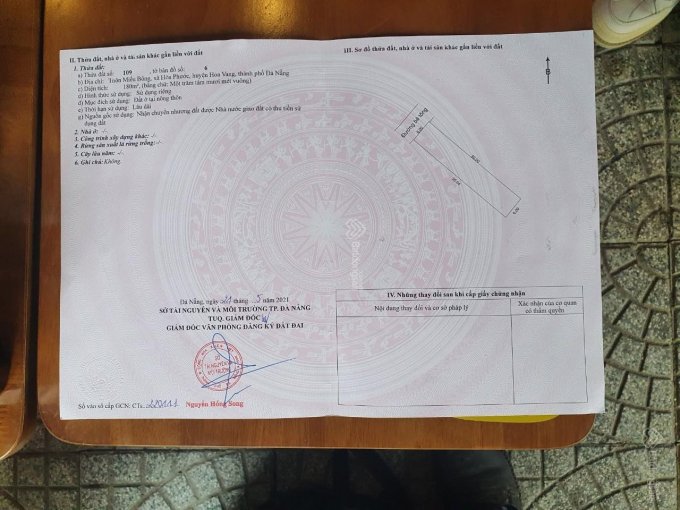 II. Thửa đất, nhà ở và tài sản khác gắn liền với đất
1. Thửa đất:
a) Thửa đất số: 109 tờ bản đồ số: 6
b) Địa chỉ: Thôn Miếu Bông, xã Hòa Phước, huyện Hòa Vang, thành phố Đà Nẵng
c) Diện tích: 180m², (bằng chữ: Một trăm tám mươi mét vuông)
d) Hình thức sử dụng: Sử dụng riêng
đ) Mục đích sử dụng: Đất ở tại nông thôn
e) Thời hạn sử dụng: Lâu dài
g) Nguồn gốc sử dụng: Nhận chuyển nhượng đất được Nhà nước giao đất có thu tiền sử
dụng đất
2. Nhà ở: -/-
3. Công trình xây dựng khác: -/-
4. Rừng sản xuất là rừng trồng:-/-
5. Cây lâu năm: -/-
6. Ghi chú: Không.
Đà Nẵng, ngày tháng 5 năm 2021
SỞ TÀI NGUYÊN VÀ MÔI TRƯỜNG TP. ĐÀ NẴNG
TUQ. GIÁM ĐỐC
GIÁM ĐỐC VĂN PHÒNG ĐĂNG KÝ ĐẤT ĐAI
SỞ
TÀI NGUYÊN VÀ
MÔI TRƯỜNG
Nguyễn Hồng Song
Số vào sổ cấp GCN: CTs.
III. Sơ đồ thửa đất, nhà ở và tài sản khác gắn liền với đất
B
Đường bê tông
IV. Những thay đổi sau khi cấp giấy chứng nhận
Nội dung thay đổi và cơ sở pháp lý
Xác nhận của cơ quan
có thẩm quyền